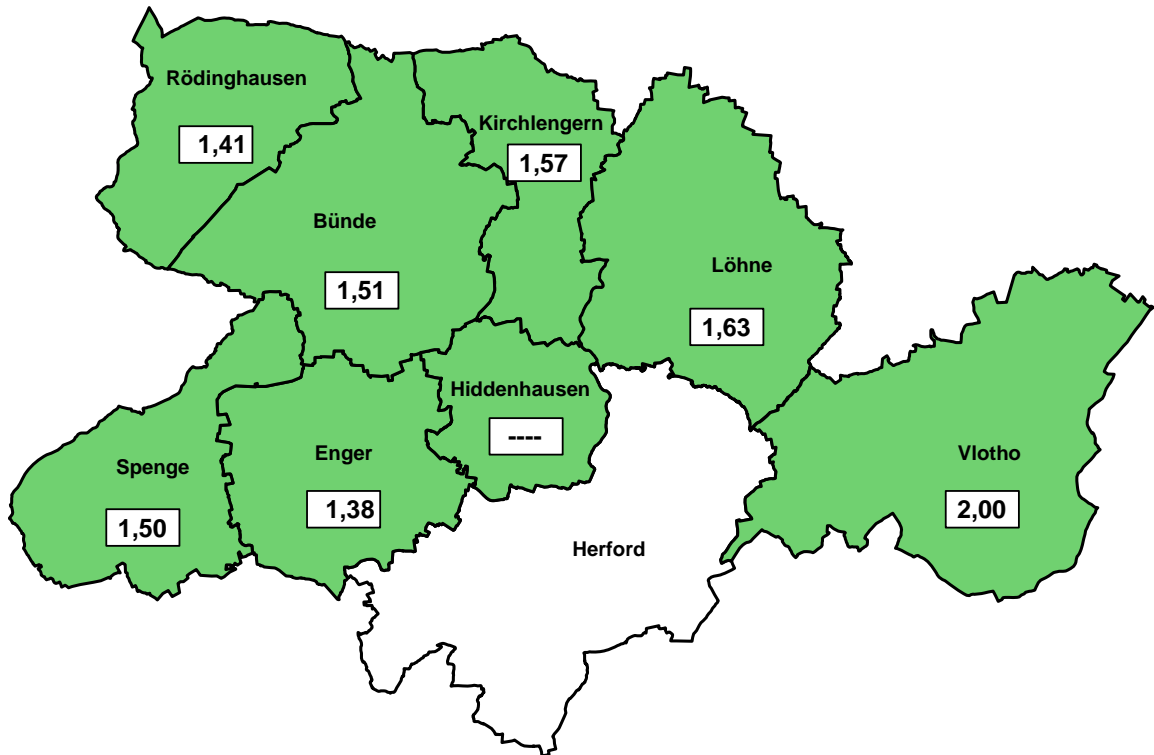 Rödinghausen
1,41
Kirchlengern
1,57
Bünde
1,51
Löhne
1,63
Hiddenhausen
----
Spenge
1,50
Enger
1,38
Vlotho
2,00
Herford